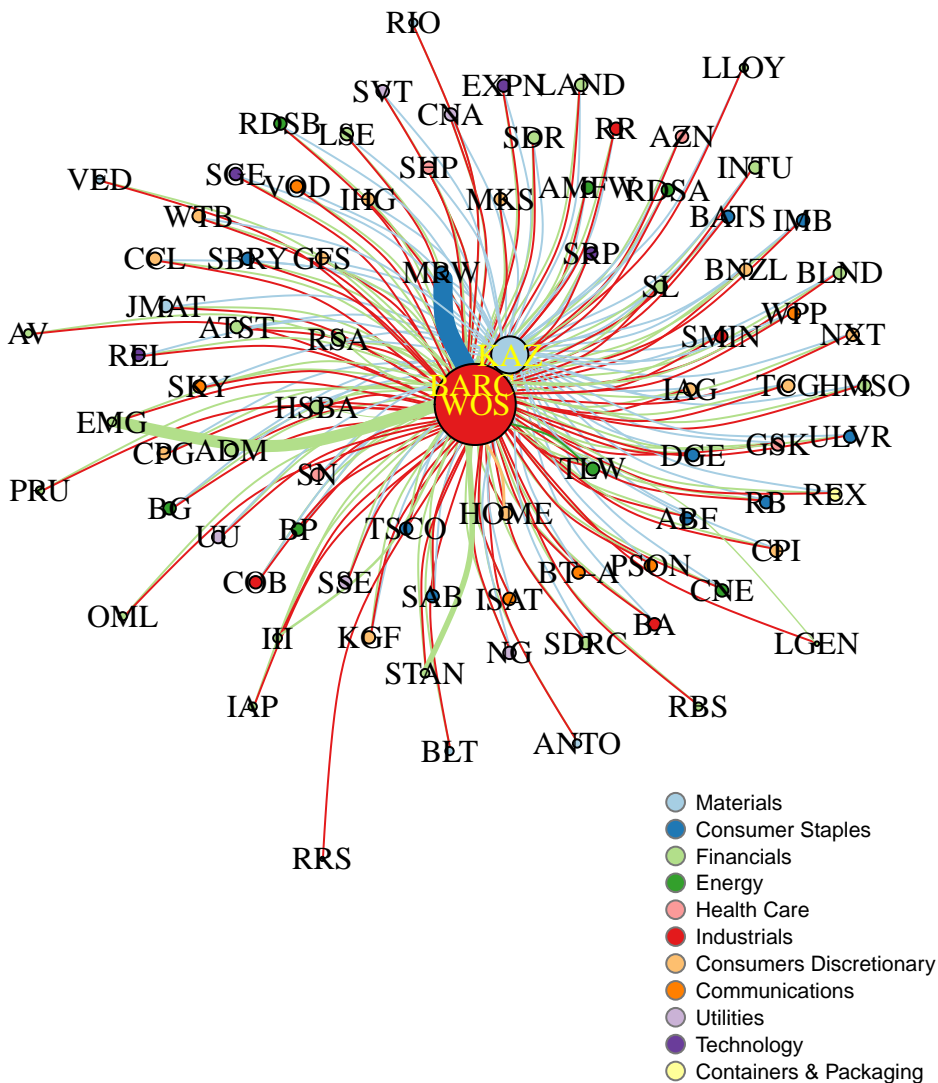 RIO
LLOY
SVT
EXPN
LAND
CNA
RDSB
LSE
SDR
RR
AZN
VED
SGE
VOD
SHP
IHG
MKS
AMFW
RDSA
INTU
WTB
BATS
IMB
CCL
SBRY
GFS
MRW
SRP
SL
BNZL
BLND
JMAT
AV
ATST
RSA
SMIN
WPP
NXT
REL
KAZ
SKY
BARC
WOS
IAG
TCG
HMSO
EMG
HSBA
CPG
ADM
DGE
GSK
ULVR
PRU
SN
TLW
BG
REX
RB
UU
BP
TSCO
HOME
ABF
CPI
COB
SSE
BT−A
PSON
CNE
OML
SAB
ISAT
III
KGF
NG
SDRC
BA
LGEN
STAN
IAP
RBS
BLT
ANTO
RRS
Materials
Consumer Staples
Financials
Energy
Health Care
Industrials
Consumers Discretionary
Communications
Utilities
Technology
Containers & Packaging